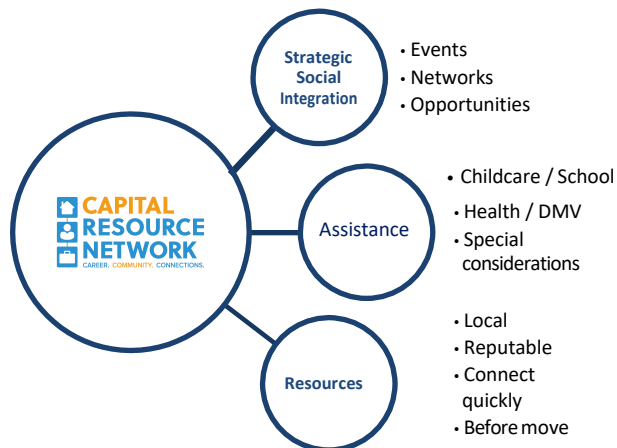 Strategic
Social
Integration
• Events
• Networks
• Opportunities
CAPITAL
RESOURCE
NETWORK
CAREER. COMMUNITY. CONNECTIONS.
Assistance
• Childcare / School
• Health / DMV
• Special
considerations
Resources
• Local
• Reputable
• Connect
quickly
• Before move